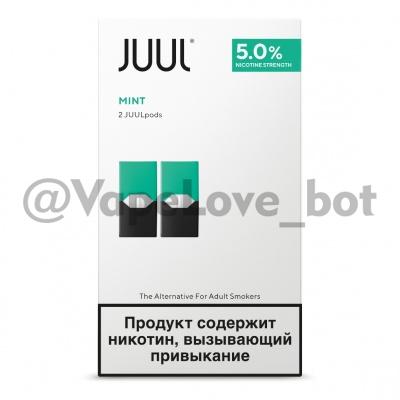 JUUL®
5.0%
NICOTINE STRENGTH
MINT
2 JUULpods
@VapeLove_bot
The Alternative For Adult Smokers
Продукт содержит
никотин, вызывающий
привыкание